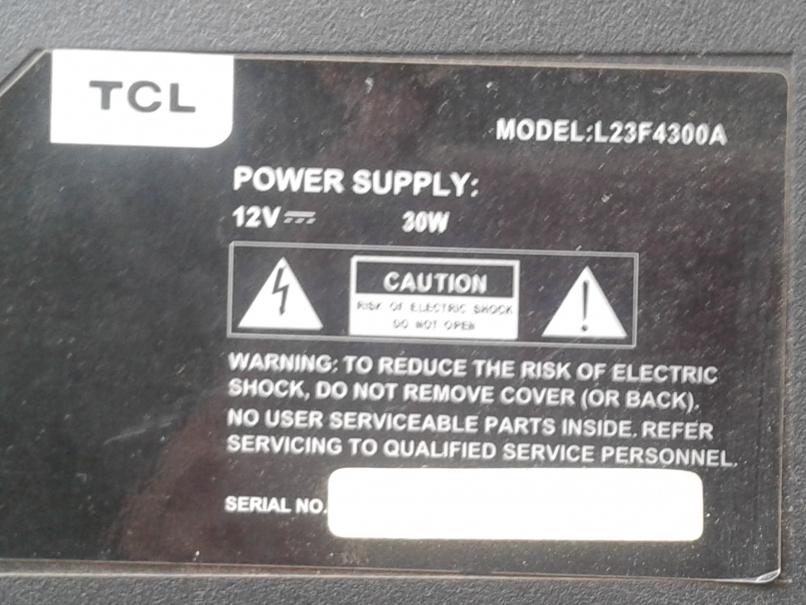 TCL
MODEL:L23F4300A
POWER SUPPLY:
12V⎓ 30W
CAUTION
RISK OF ELECTRIC SHOCK
DO NOT OPEN
WARNING: TO REDUCE THE RISK OF ELECTRIC
SHOCK, DO NOT REMOVE COVER (OR BACK).
NO USER SERVICEABLE PARTS INSIDE. REFER
SERVICING TO QUALIFIED SERVICE PERSONNEL.
SERIAL NO.